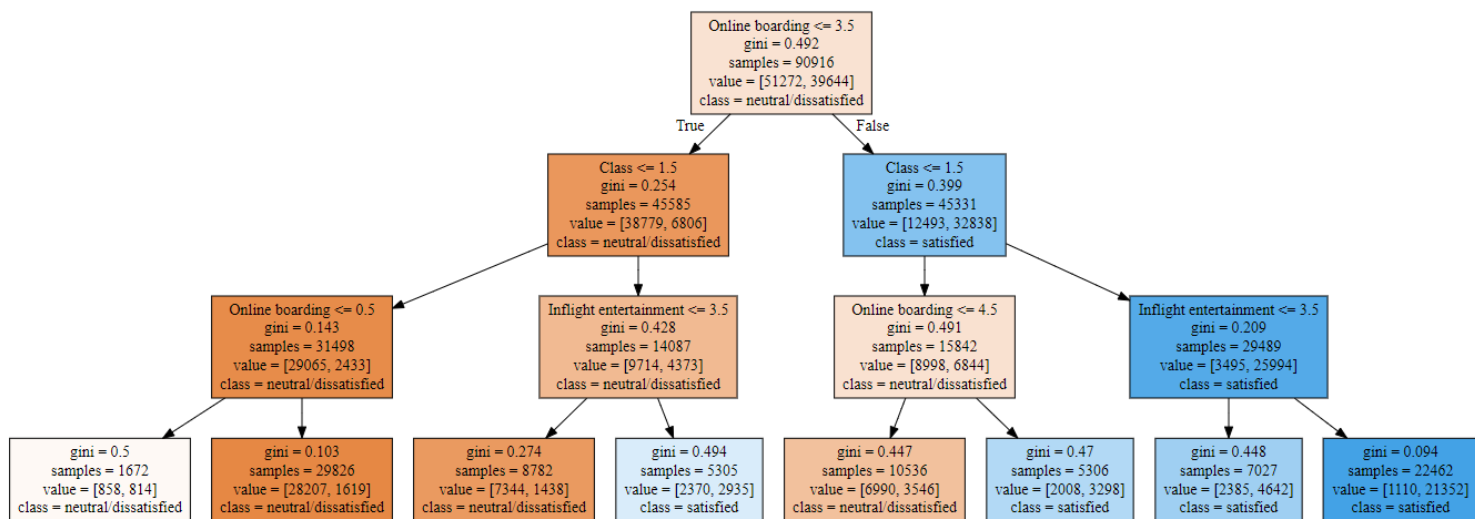 Online boarding <= 3.5
gini = 0.492
samples = 90916
value = [51272, 39644]
class = neutral/dissatisfied
True
False
Class <= 1.5
gini = 0.254
samples = 45585
value = [38779, 6806]
class = neutral/dissatisfied
Class <= 1.5
gini = 0.399
samples = 45331
value = [12493, 32838]
class = satisfied
Online boarding <= 0.5
gini = 0.143
samples = 31498
value = [29065, 2433]
class = neutral/dissatisfied
Inflight entertainment <= 3.5
gini = 0.428
samples = 14087
value = [9714, 4373]
class = neutral/dissatisfied
Online boarding <= 4.5
gini = 0.491
samples = 15842
value = [8998, 6844]
class = neutral/dissatisfied
Inflight entertainment <= 3.5
gini = 0.209
samples = 29489
value = [3495, 25994]
class = satisfied
gini = 0.5
samples = 1672
value = [858, 814]
class = neutral/dissatisfied
gini = 0.103
samples = 29826
value = [28207, 1619]
class = neutral/dissatisfied
gini = 0.274
samples = 8782
value = [7344, 1438]
class = neutral/dissatisfied
gini = 0.494
samples = 5305
value = [2370, 2935]
class = satisfied
gini = 0.447
samples = 10536
value = [6990, 3546]
class = neutral/dissatisfied
gini = 0.47
samples = 5306
value = [2008, 3298]
class = satisfied
gini = 0.448
samples = 7027
value = [2385, 4642]
class = satisfied
gini = 0.094
samples = 22462
value = [1110, 21352]
class = satisfied